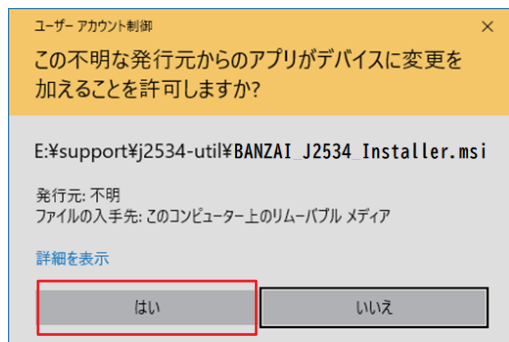 ユーザー アカウント制御
×
この不明な発行元からのアプリがデバイスに変更を
加えることを許可しますか?
E:¥support¥j2534-util¥BANZAI_J2534_Installer.msi
発行元: 不明
ファイルの入手先: このコンピューター上のリムーバブル メディア
詳細を表示
はい
いいえ